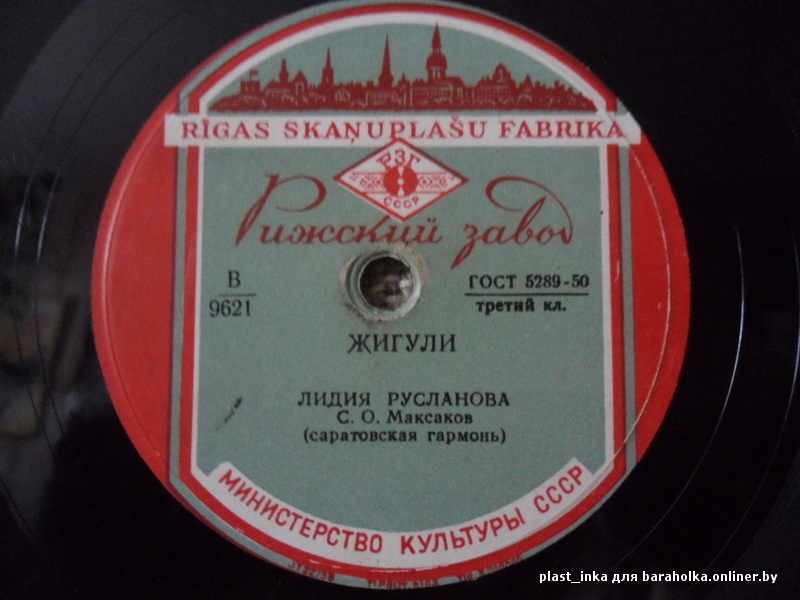 RĪGAS SKAŅUPLAŠU FABRIKA
РЗГ
СССР
Рижский завод
В
9621
ГОСТ 5289-50
третий кл.
ЖИГУЛИ
ЛИДИЯ РУСЛАНОВА
С. О. Максаков
(саратовская гармонь)
МИНИСТЕРСТВО КУЛЬТУРЫ СССР
plast_inka для baraholka.onliner.by